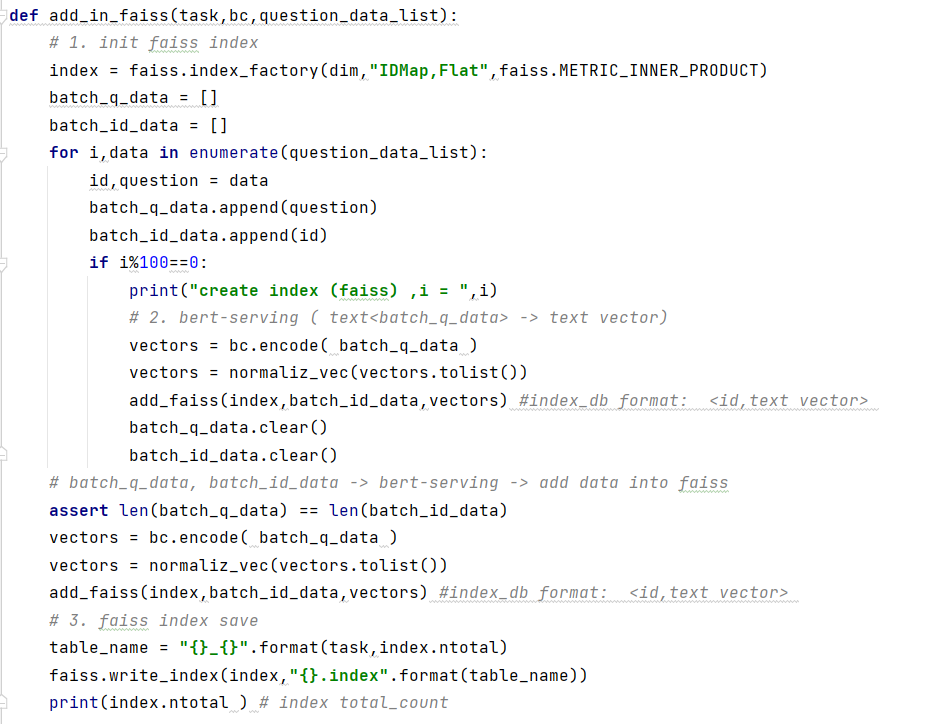 def add_in_faiss(task,bc,question_data_list):
    # 1. init faiss index
    index = faiss.index_factory(dim,"IDMap,Flat",faiss.METRIC_INNER_PRODUCT)
    batch_q_data = []
    batch_id_data = []
    for i,data in enumerate(question_data_list):
        id,question = data
        batch_q_data.append(question)
        batch_id_data.append(id)
        if i%100==0:
            print("create index (faiss) ,i = ",i)
            # 2. bert-serving ( text<batch_q_data> -> text vector)
            vectors = bc.encode( batch_q_data )
            vectors = normaliz_vec(vectors.tolist())
            add_faiss(index,batch_id_data,vectors) #index_db format:  <id,text vector>
            batch_q_data.clear()
            batch_id_data.clear()
    # batch_q_data, batch_id_data -> bert-serving -> add data into faiss
    assert len(batch_q_data) == len(batch_id_data)
    vectors = bc.encode( batch_q_data )
    vectors = normaliz_vec(vectors.tolist())
    add_faiss(index,batch_id_data,vectors) #index_db format:  <id,text vector>
    # 3. faiss index save
    table_name = "{}_{}".format(task,index.ntotal)
    faiss.write_index(index,"{}.index".format(table_name))
    print(index.ntotal ) # index total_count